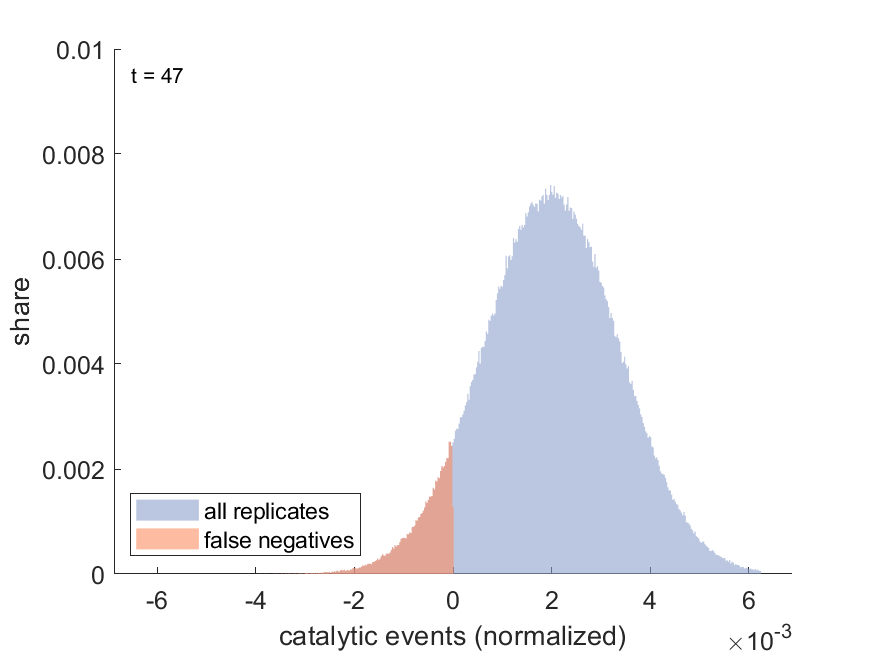 0.01
t = 47
0.008
0.006
share
0.004
0.002
all replicates
false negatives
0
-6 -4 -2 0 2 4 6
catalytic events (normalized)
×10-3